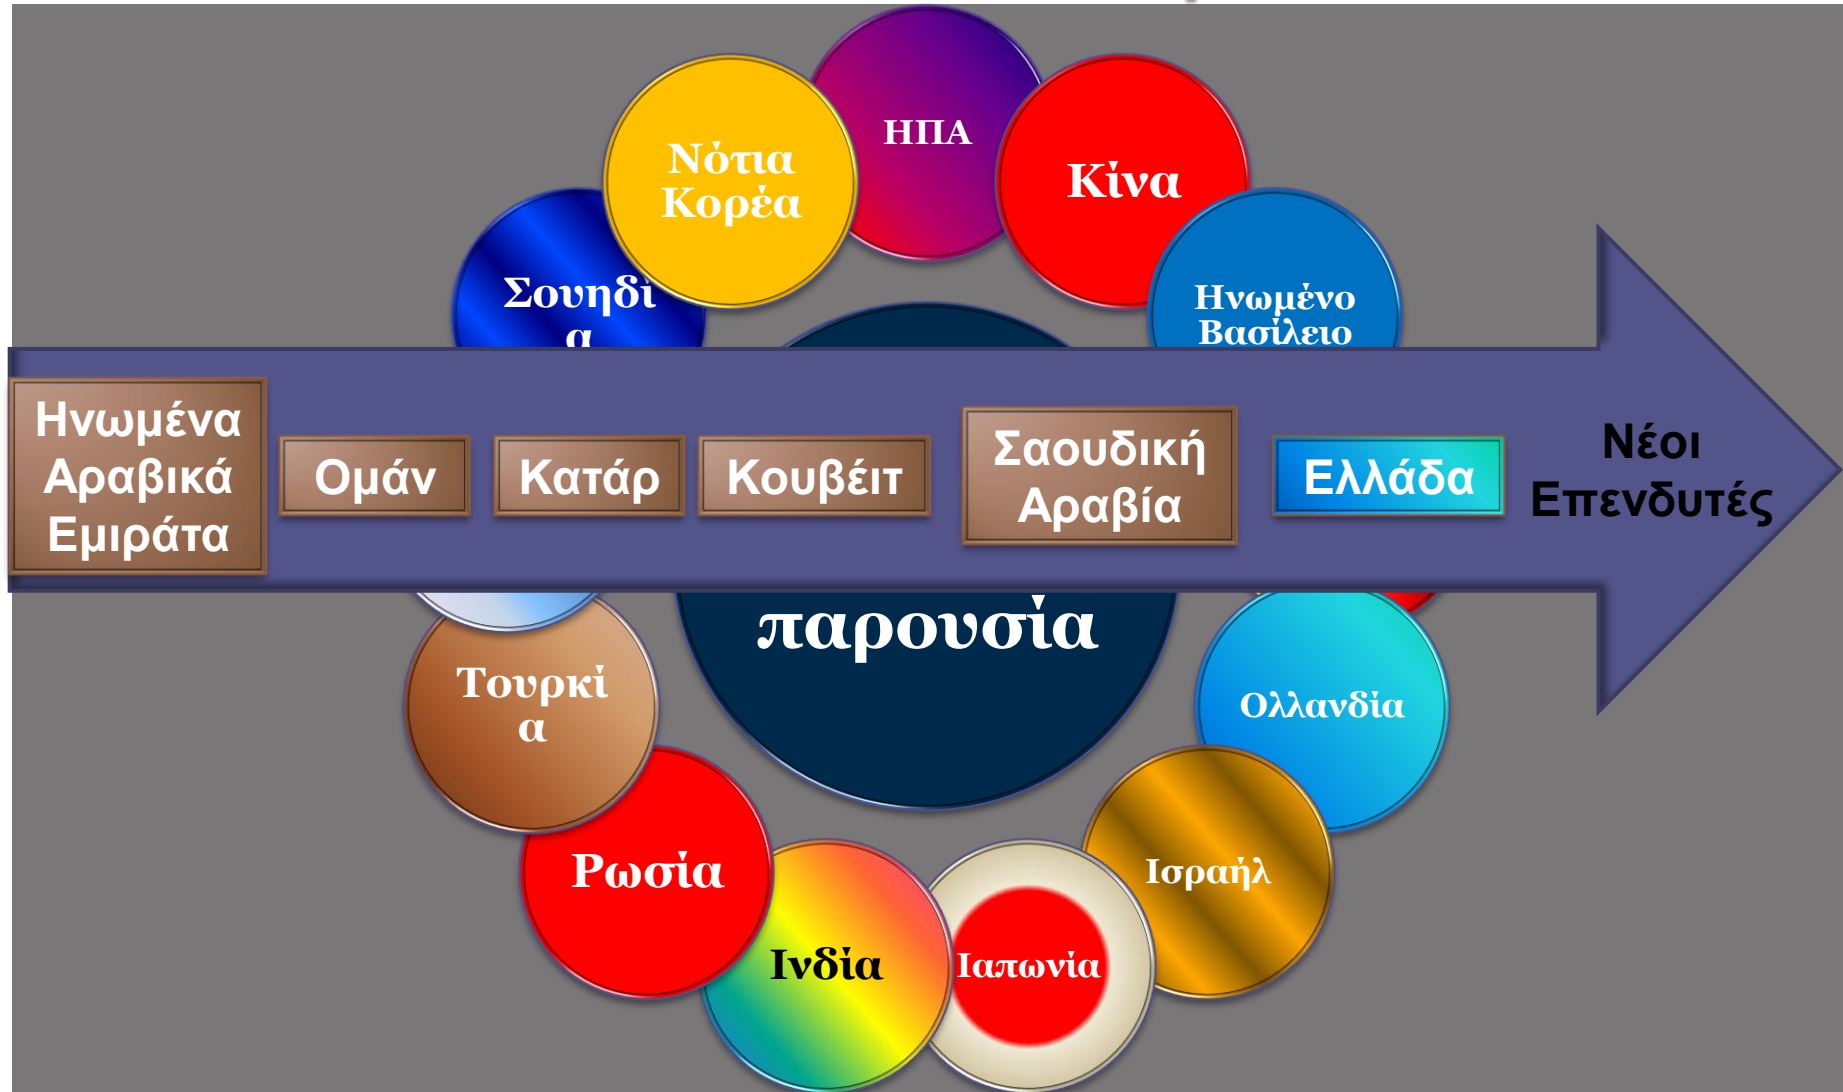 ΗΠΑ
Νότια
Κορέα
Κίνα
Σουηδί
α
Ηνωμένο
Βασίλειο
Ηνωμένα
Αραβικά
Εμιράτα
Ομάν
Κατάρ
Κουβέιτ
Σαουδική
Αραβία
Ελλάδα
Νέοι
Επενδυτές
παρουσία
Τουρκί
α
Ολλανδία
Ρωσία
Ισραήλ
Ινδία
Ιαπωνία